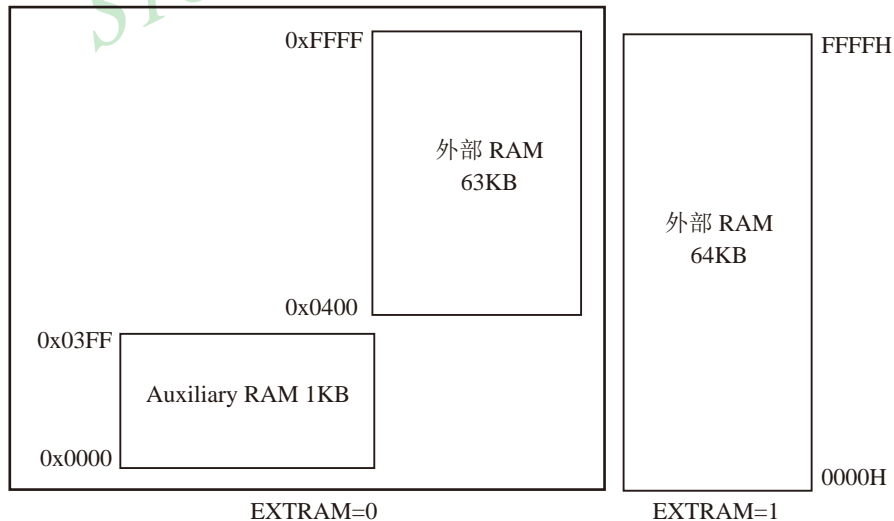 0xFFFF
外部 RAM
63KB
0x0400
0x03FF
Auxiliary RAM 1KB
0x0000
EXTRAM=0
FFFFH
外部 RAM
64KB
0000H
EXTRAM=1